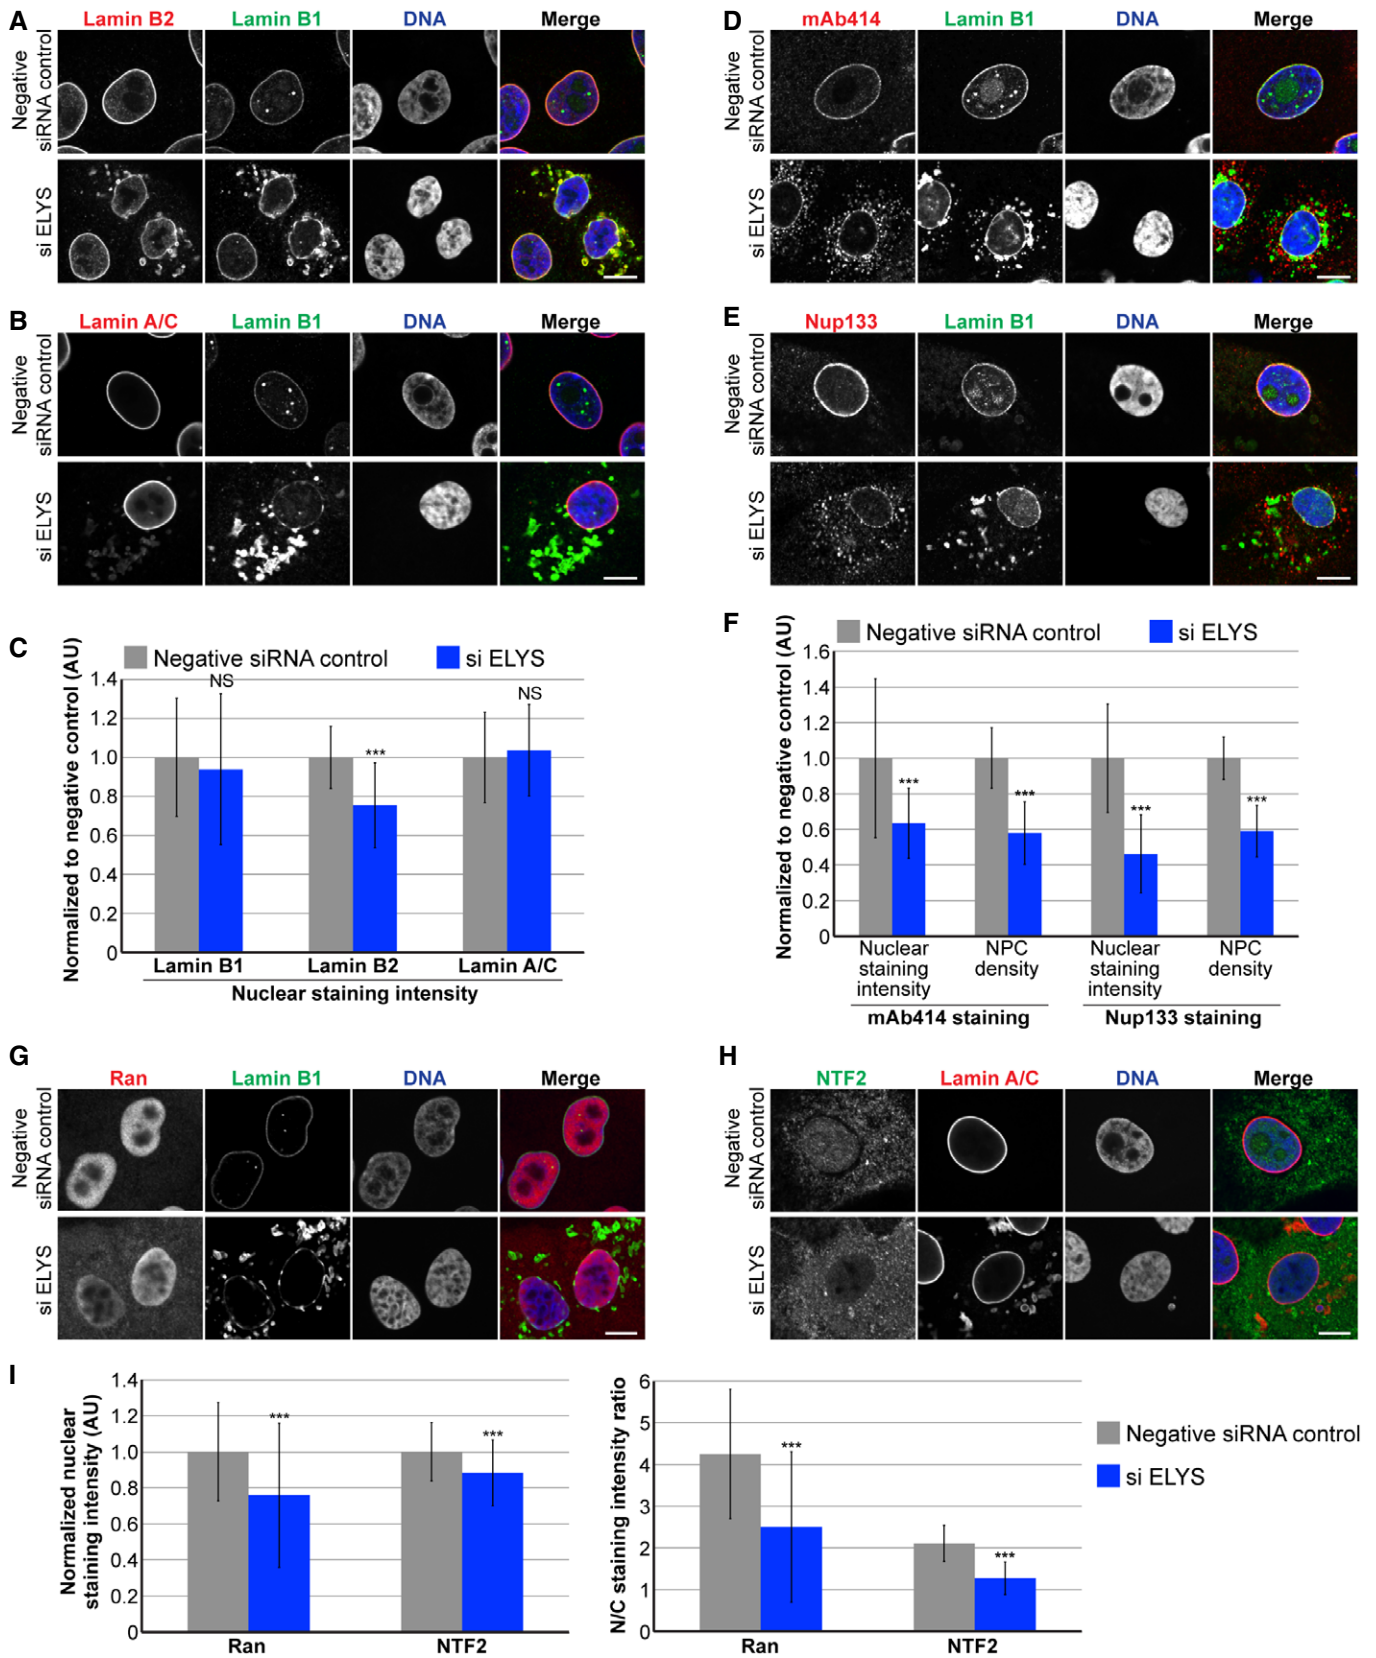 A
Lamin B2 Lamin B1 DNA Merge
Negative siRNA control
si ELYS
B
Lamin A/C Lamin B1 DNA Merge
Negative siRNA control
si ELYS
C
Negative siRNA control si ELYS
Normalized to negative control (AU)
1.4
1.2
1.0
0.8
0.6
0.4
0.2
0
NS
***
NS
Lamin B1 Lamin B2 Lamin A/C
Nuclear staining intensity
D
mAb414 Lamin B1 DNA Merge
Negative siRNA control
si ELYS
E
Nup133 Lamin B1 DNA Merge
Negative siRNA control
si ELYS
F
Negative siRNA control si ELYS
Normalized to negative control (AU)
1.6
1.4
1.2
1.0
0.8
0.6
0.4
0.2
0
***
***
***
***
Nuclear staining intensity
NPC density
Nuclear staining intensity
NPC density
mAb414 staining Nup133 staining
G
Ran Lamin B1 DNA Merge
Negative siRNA control
si ELYS
H
NTF2 Lamin A/C DNA Merge
Negative siRNA control
si ELYS
I
Normalized nuclear staining intensity (AU)
1.4
1.2
1.0
0.8
0.6
0.4
0.2
0
***
***
Ran NTF2
N/C staining intensity ratio
6
5
4
3
2
1
0
***
***
Ran NTF2
Negative siRNA control
si ELYS